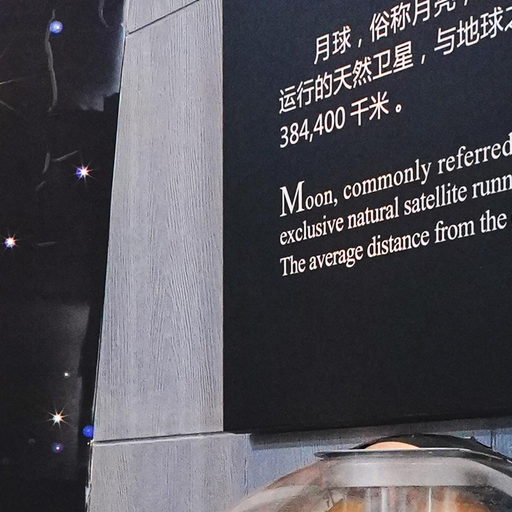 月球，俗称月亮，
运行的天然卫星，与地球
384,400 千米。
Moon, commonly referred
exclusive natural satellite runn
The average distance from the